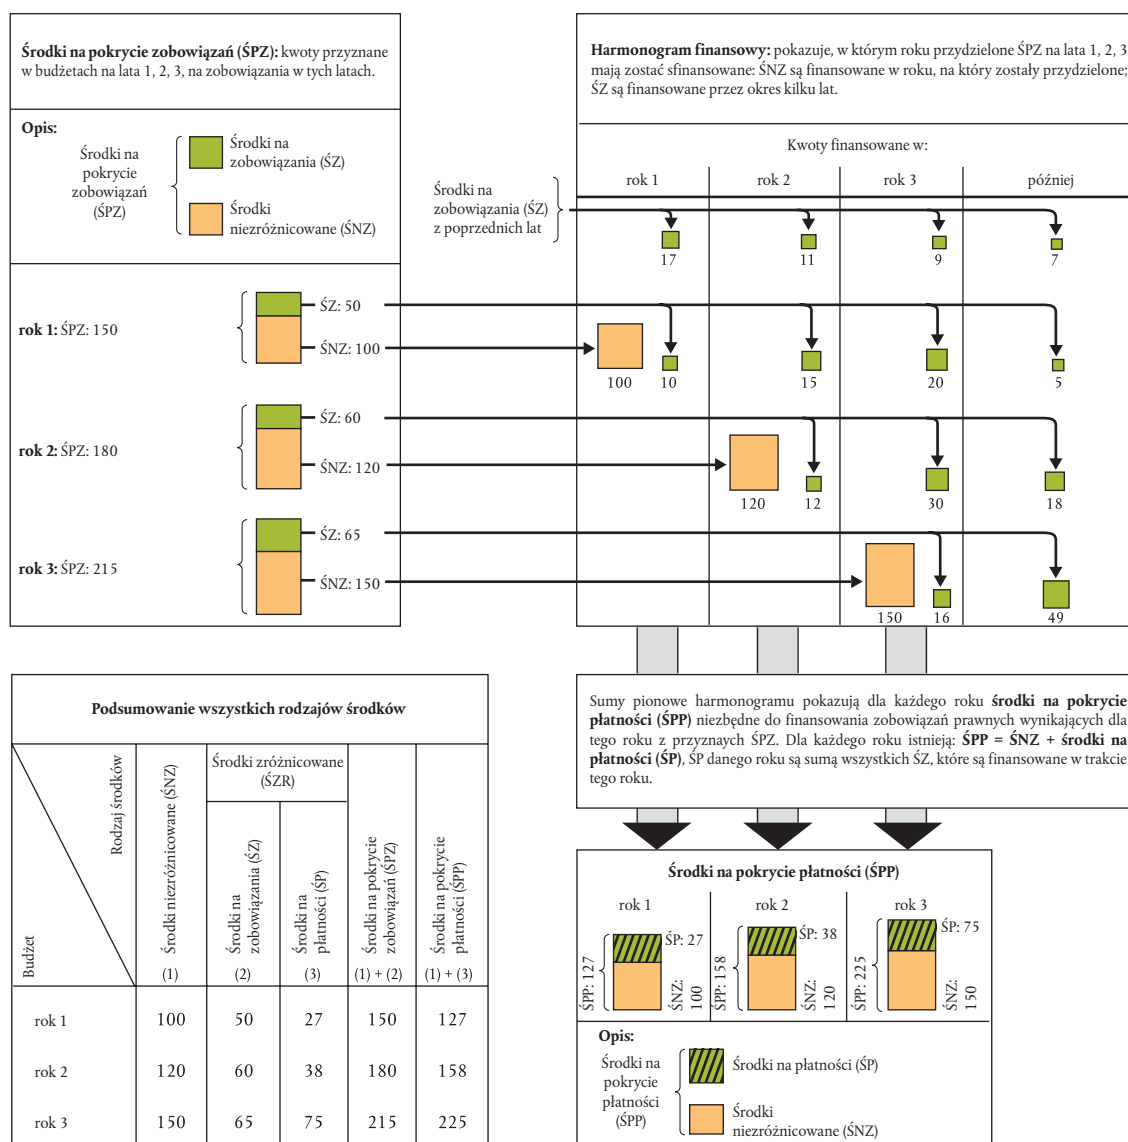 Środki na pokrycie zobowiązań (ŚPZ): kwoty przyznane
w budżetach na lata 1, 2, 3, na zobowiązania w tych latach.
Opis:
Środki na
pokrycie
zobowiązań
(ŚPZ)
Środki na
zobowiązania (ŚZ)
Środki
niezróżnicowane (ŚNZ)
rok 1: ŚPZ: 150
ŚZ: 50
ŚNZ: 100
rok 2: ŚPZ: 180
ŚZ: 60
ŚNZ: 120
rok 3: ŚPZ: 215
ŚZ: 65
ŚNZ: 150
Harmonogram finansowy: pokazuje, w którym roku przydzielone ŚPZ na lata 1, 2, 3
mają zostać sfinansowane: ŚNZ są finansowane w roku, na który zostały przydzielone;
ŚZ są finansowane przez okres kilku lat.
Kwoty finansowane w:
rok 1 rok 2 rok 3 później
Środki na
zobowiązania (ŚZ)
z poprzednich lat
17 11 9 7
100 10 15 20 5
120 12 30 18
150 16 49
Sumy pionowe harmonogramu pokazują dla każdego roku środki na pokrycie
płatności (ŚPP) niezbędne do finansowania zobowiązań prawnych wynikających dla
tego roku z przyznanych ŚPZ. Dla każdego roku istnieją: ŚPP = ŚNZ + środki na
płatności (ŚP), ŚP danego roku są sumą wszystkich ŚZ, które są finansowane w trakcie
tego roku.
Podsumowanie wszystkich rodzajów środków
Rodzaj środków
Budżet
Środki niezróżnicowane (ŚNZ)
(1)
Środki zróżnicowane
(ŚZR)
Środki na
zobowiązania (ŚZ)
(2)
Środki na
płatności (ŚP)
(3)
Środki na pokrycie
zobowiązań (ŚPZ)
(1) + (2)
Środki na pokrycie
płatności (ŚPP)
(1) + (3)
rok 1 100 50 27 150 127
rok 2 120 60 38 180 158
rok 3 150 65 75 215 225
Środki na pokrycie płatności (ŚPP)
rok 1
ŚPP: 127
ŚP: 27
ŚNZ:
100
rok 2
ŚPP: 158
ŚP: 38
ŚNZ:
120
rok 3
ŚPP: 225
ŚP: 75
ŚNZ:
150
Opis:
Środki na
pokrycie
płatności
(ŚPP)
Środki na płatności (ŚP)
Środki
niezróżnicowane (ŚNZ)